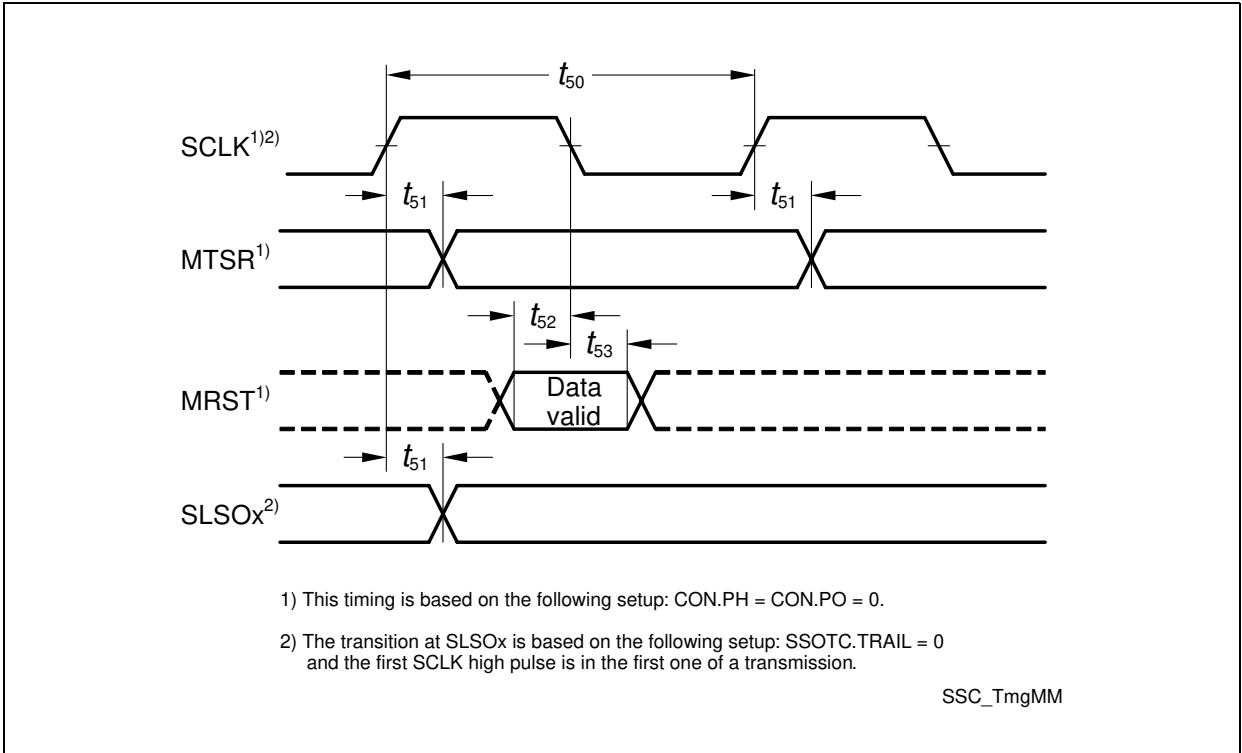 t50
SCLK1)2)
t51 t51
MTSR1)
t52
t53
MRST1) Data valid
t51
SLSOx2)
1) This timing is based on the following setup: CON.PH = CON.PO = 0.
2) The transition at SLSOx is based on the following setup: SSOTC.TRAIL = 0
and the first SCLK high pulse is in the first one of a transmission.
SSC_TmgMM